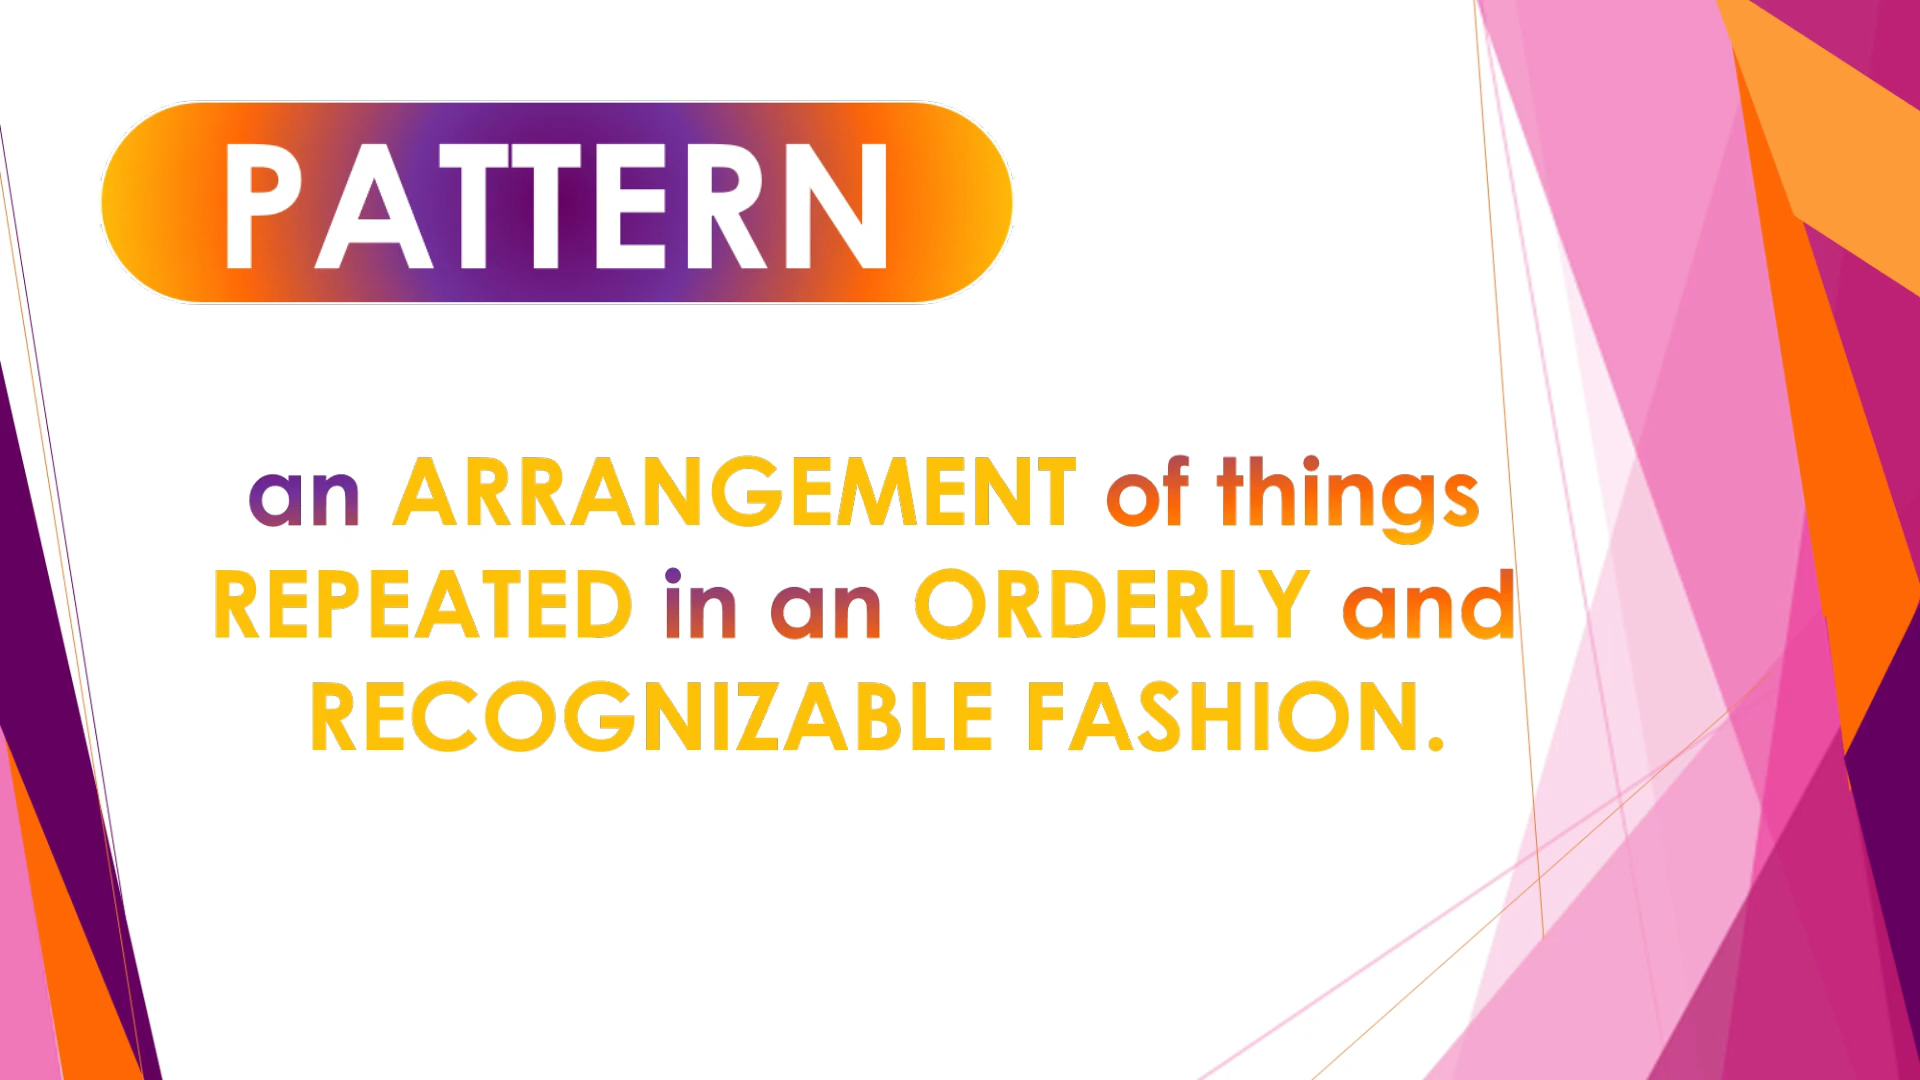 PATTERN
an ARRANGEMENT of things
REPEATED in an ORDERLY and
RECOGNIZABLE FASHION.